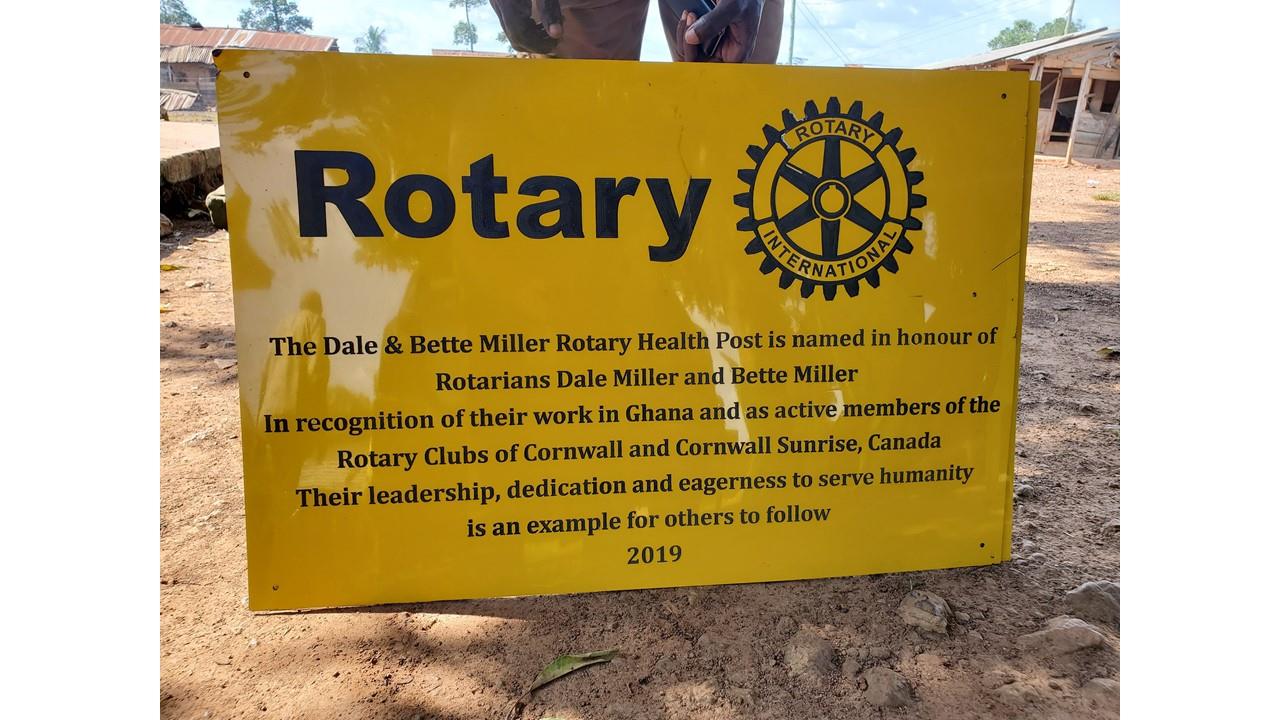 Rotary
ROTARY
INTERNATIONAL
The Dale & Bette Miller Rotary Health Post is named in honour of
Rotarians Dale Miller and Bette Miller
In recognition of their work in Ghana and as active members of the
Rotary Clubs of Cornwall and Cornwall Sunrise, Canada
Their leadership, dedication and eagerness to serve humanity
is an example for others to follow
2019